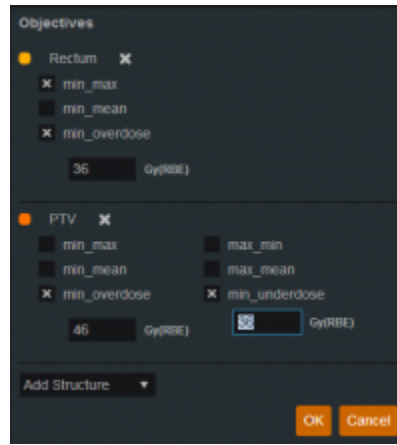 Objectives
Rectum
min_max
min_mean
min_overdose
36 Gy(RBE)
PTV
min_max max_min
min_mean max_mean
min_overdose min_underdose
46 Gy(RBE) Gy(RBE)
Add Structure
OK Cancel